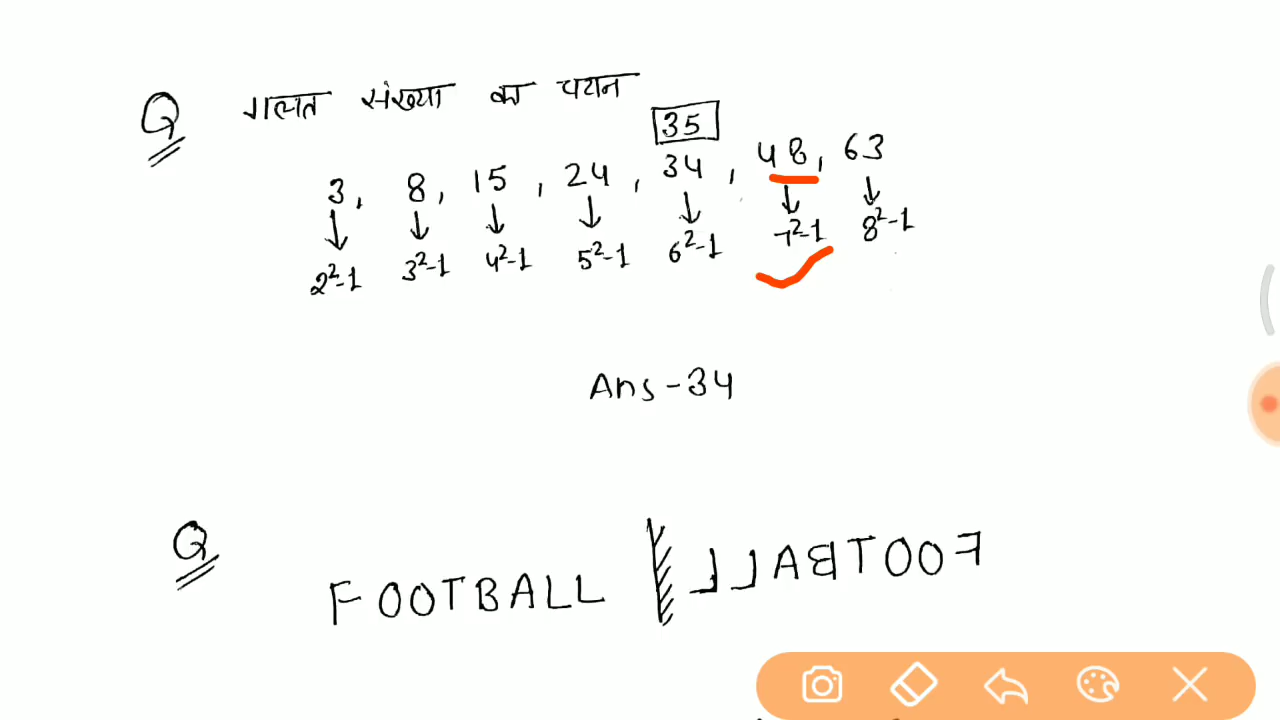 Q गलत संख्या का चयन
35
3, 8, 15, 24, 34, 48, 63
2²-1 3²-1 4²-1 5²-1 6²-1 7²-1 8²-1
Ans-34
Q FOOTBALL LLABTOOF